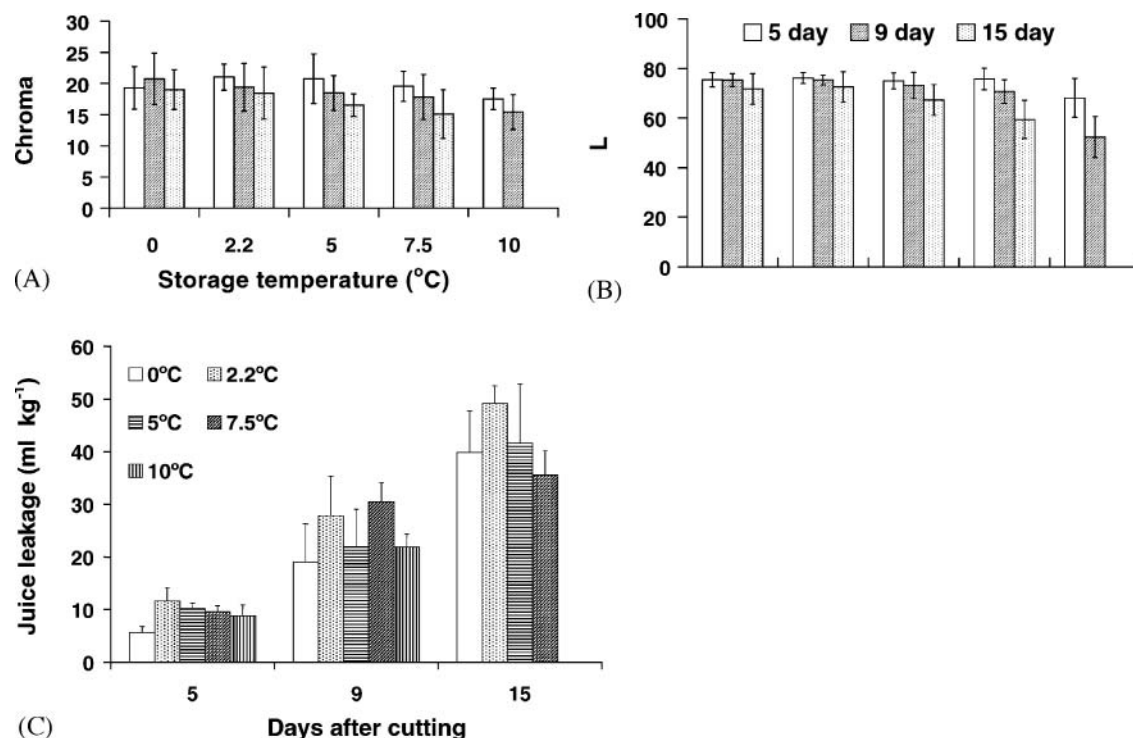 30
25
20
15
10
5
0
Chroma
0 2.2 5 7.5 10
Storage temperature (°C)
(A)
100
80
60
40
20
0
L
5 day 9 day 15 day
(B)
60
50
40
30
20
10
0
Juice leakage (ml kg⁻¹)
0°C 2.2°C
5°C 7.5°C
10°C
5 9 15
Days after cutting
(C)